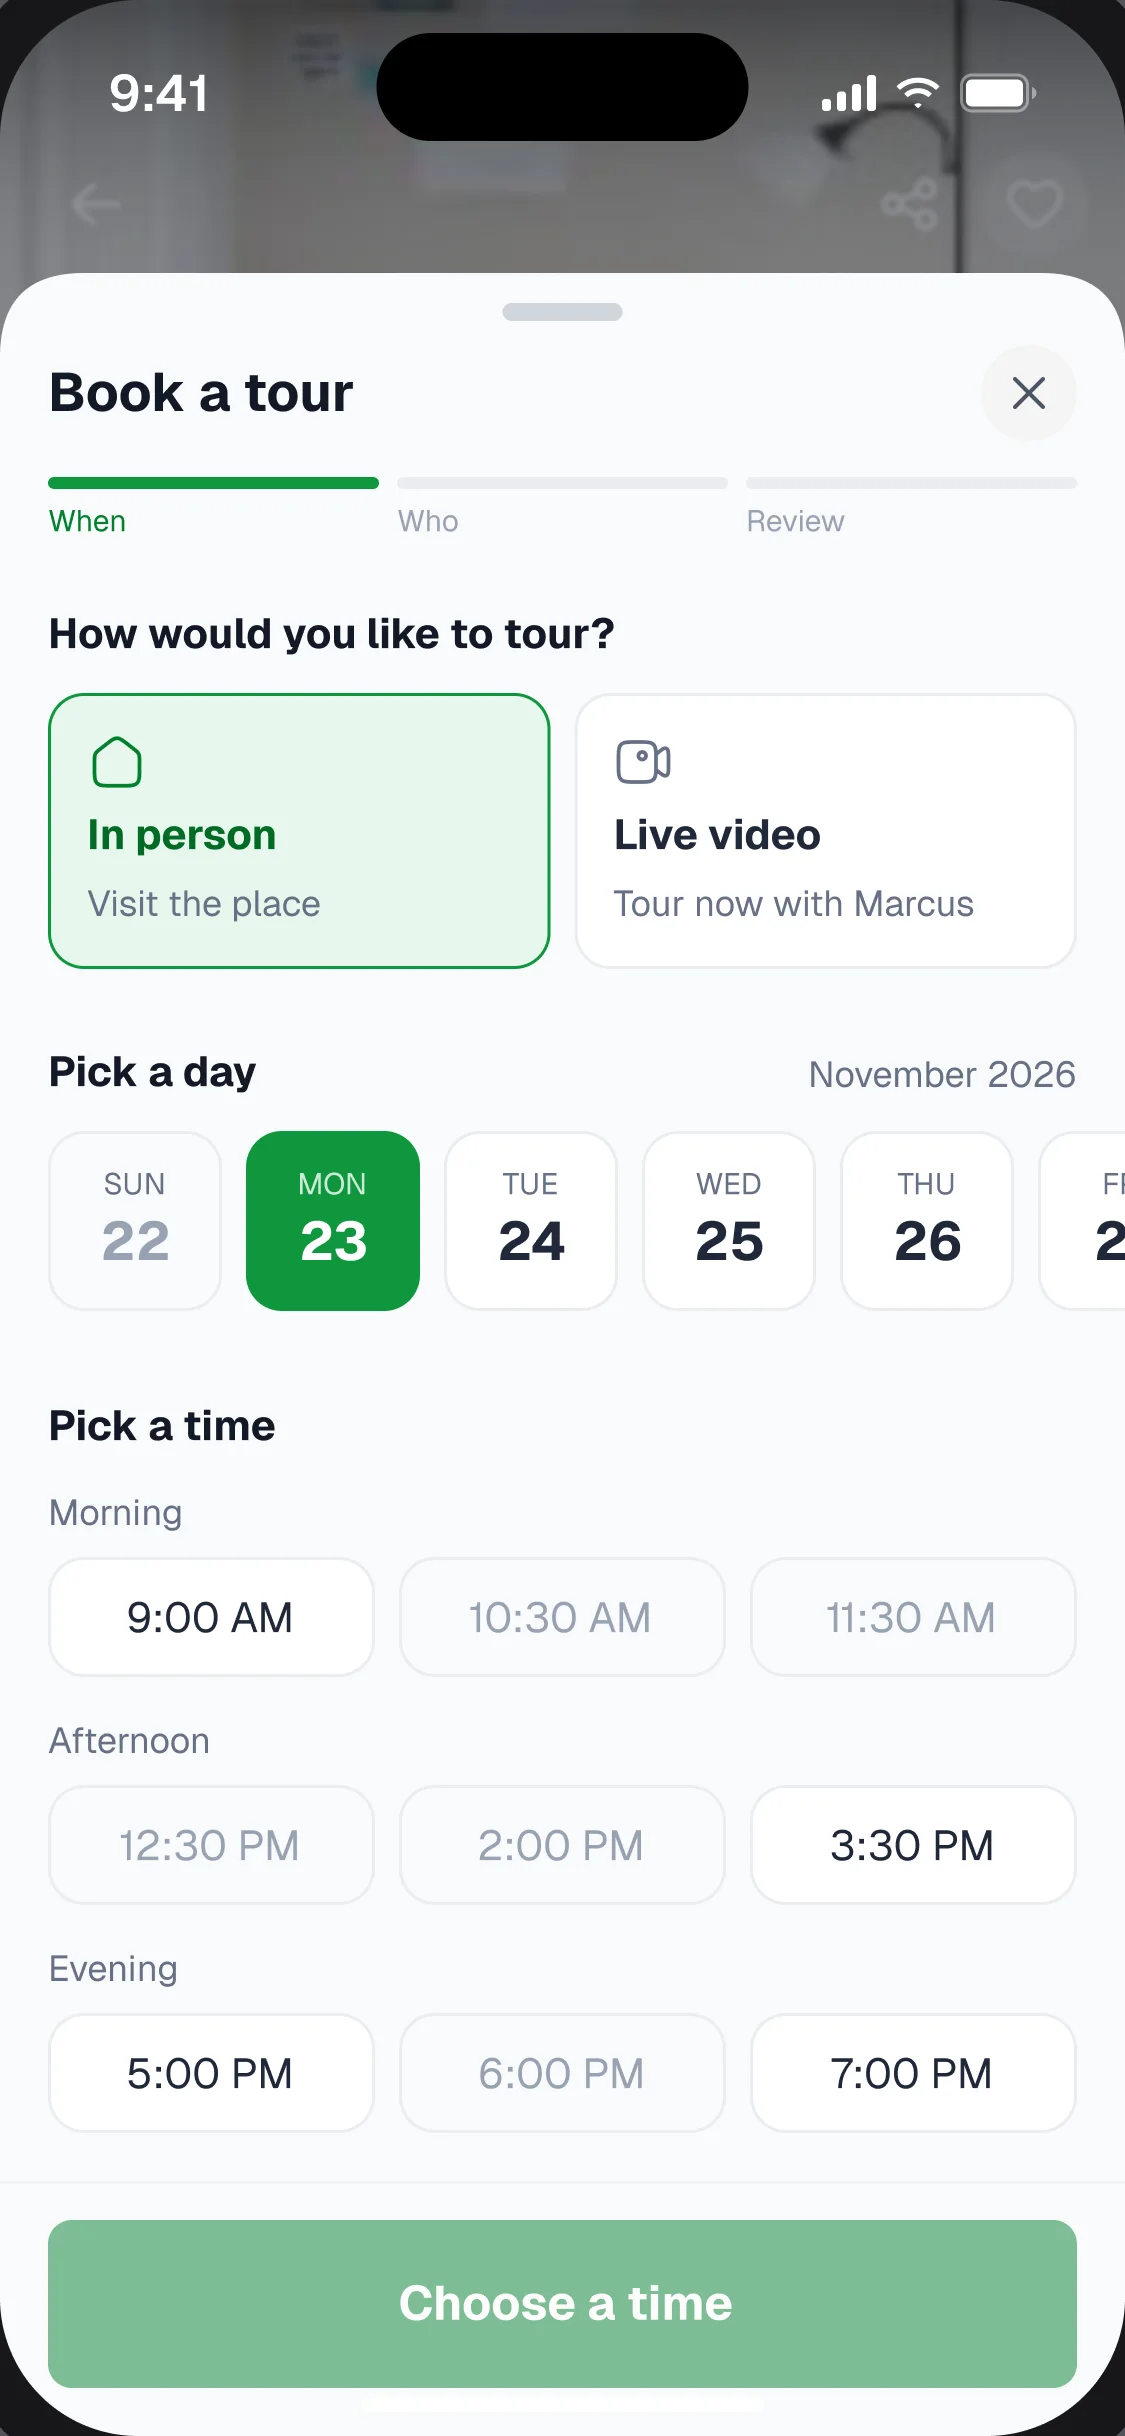 9:41
Book a tour
When Who Review
How would you like to tour?
In person Live video
Visit the place Tour now with Marcus
Pick a day November 2026
SUN MON TUE WED THU
22 23 24 25 26
Pick a time
Morning
9:00 AM 10:30 AM 11:30 AM
Afternoon
12:30 PM 2:00 PM 3:30 PM
Evening
5:00 PM 6:00 PM 7:00 PM
Choose a time